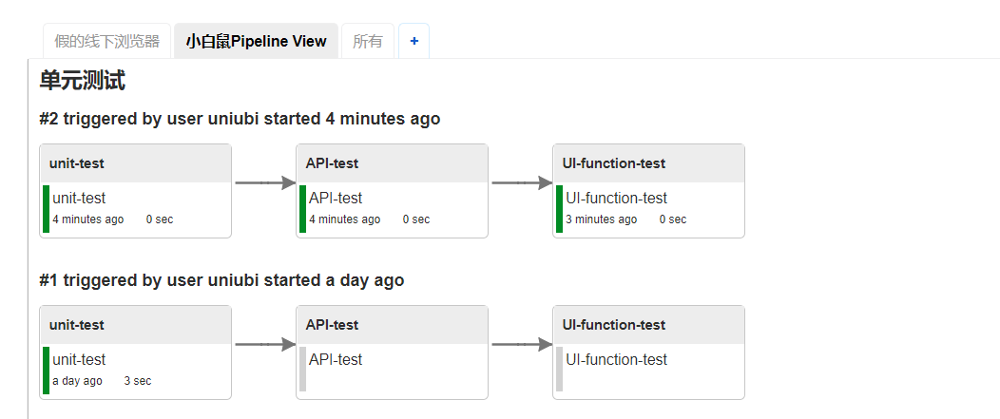 假的线下浏览器 小白鼠Pipeline View 所有 +
单元测试
#2 triggered by user uniubi started 4 minutes ago
unit-test API-test UI-function-test
unit-test API-test UI-function-test
4 minutes ago 0 sec 4 minutes ago 0 sec 3 minutes ago 0 sec
#1 triggered by user uniubi started a day ago
unit-test API-test UI-function-test
unit-test API-test UI-function-test
a day ago 3 sec